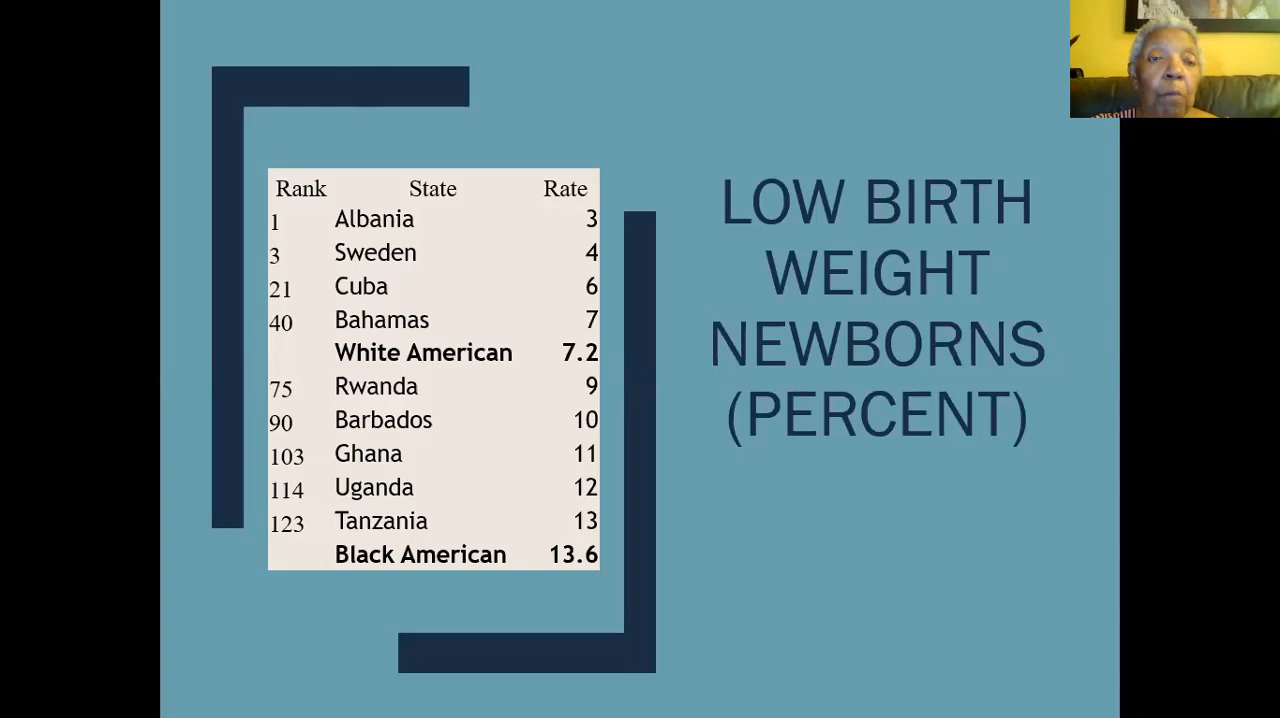 Rank State Rate
1 Albania 3
3 Sweden 4
21 Cuba 6
40 Bahamas 7
White American 7.2
75 Rwanda 9
90 Barbados 10
103 Ghana 11
114 Uganda 12
123 Tanzania 13
Black American 13.6
LOW BIRTH
WEIGHT
NEWBORNS
(PERCENT)